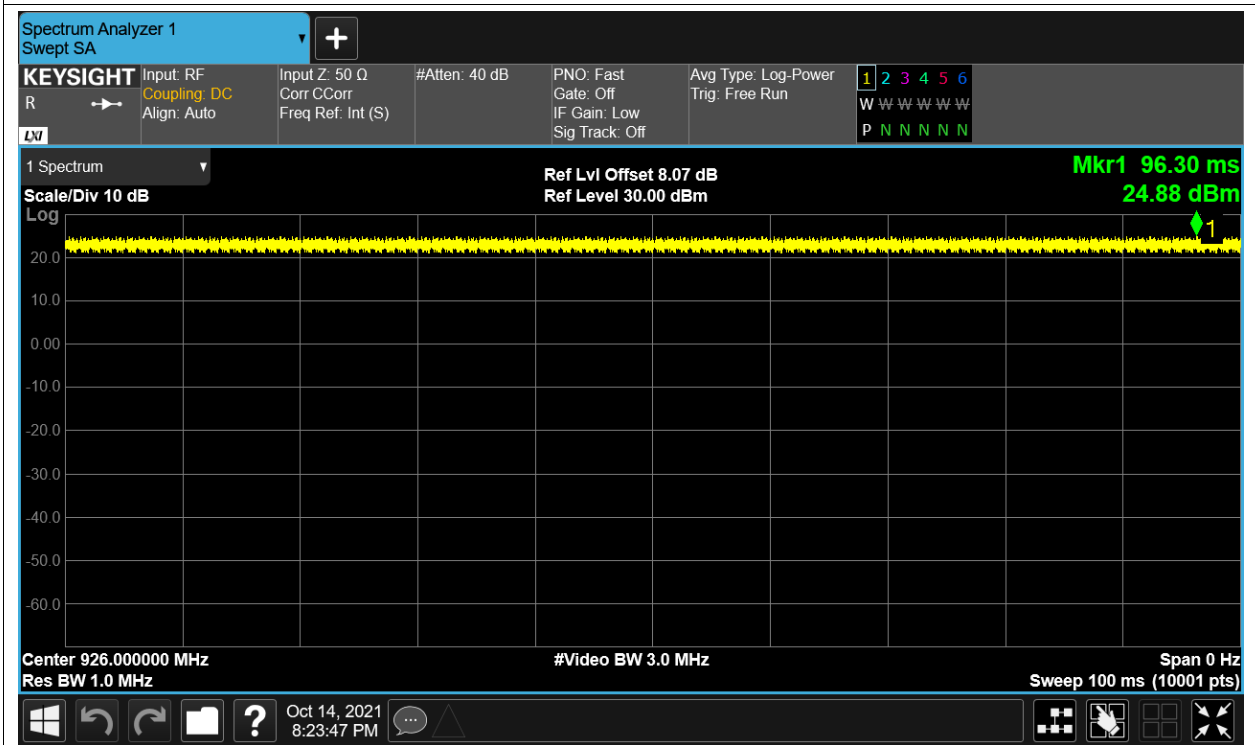 Spectrum Analyzer 1
Swept SA
KEYSIGHT
R
LXI
Input: RF
Coupling: DC
Align: Auto
Input Z: 50 Ω
Corr CCorr
Freq Ref: Int (S)
#Atten: 40 dB
PNO: Fast
Gate: Off
IF Gain: Low
Sig Track: Off
Avg Type: Log-Power
Trig: Free Run
1 2 3 4 5 6
W W W W W W
P N N N N N
1 Spectrum
Scale/Div 10 dB
Log
Ref Lvl Offset 8.07 dB
Ref Level 30.00 dBm
Mkr1 96.30 ms
24.88 dBm
1
20.0
10.0
0.00
-10.0
-20.0
-30.0
-40.0
-50.0
-60.0
Center 926.000000 MHz
Res BW 1.0 MHz
#Video BW 3.0 MHz
Span 0 Hz
Sweep 100 ms (10001 pts)
?
Oct 14, 2021
8:23:47 PM